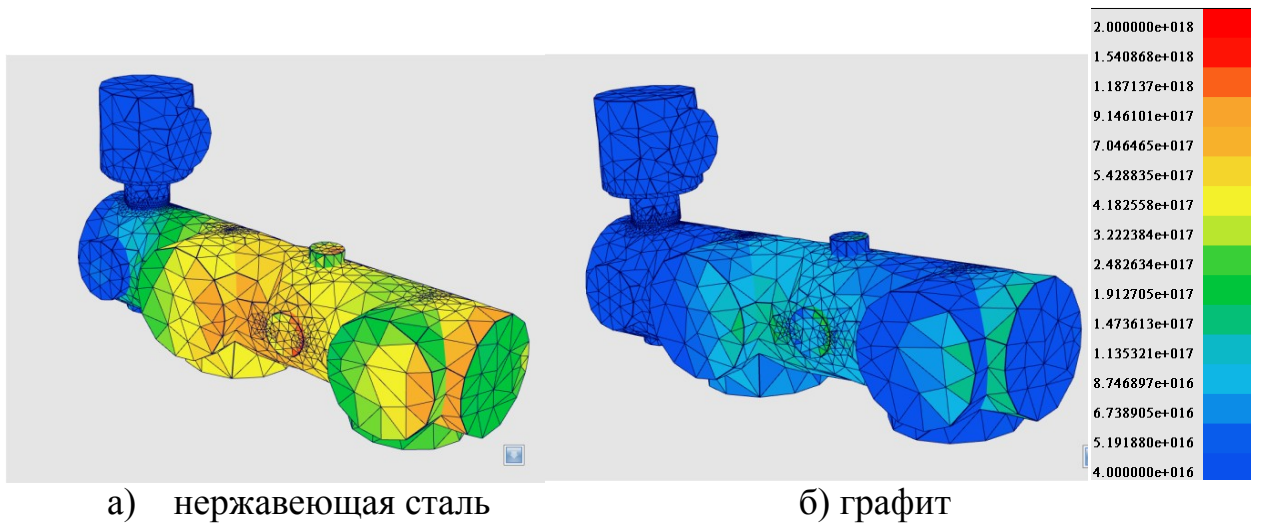 2.000000e+018
1.540868e+018
1.187137e+018
9.146101e+017
7.046465e+017
5.428835e+017
4.182558e+017
3.222384e+017
2.482634e+017
1.912705e+017
1.473613e+017
1.135321e+017
8.746897e+016
6.738905e+016
5.191880e+016
4.000000e+016
а) нержавеющая сталь
б) графит